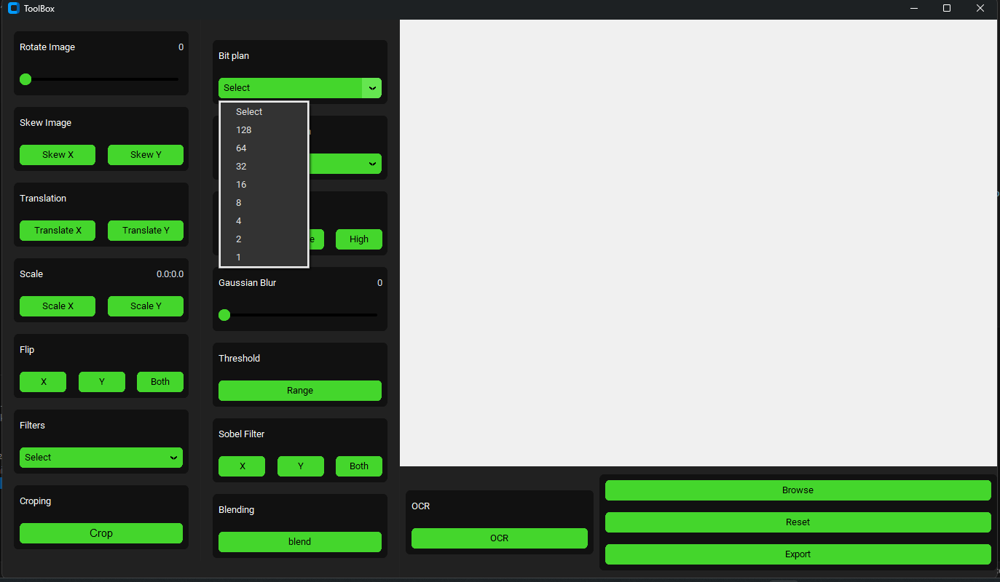 ToolBox
Rotate Image 0
Skew Image
Skew X Skew Y
Translation
Translate X Translate Y
Scale 0.0:0.0
Scale X Scale Y
Flip
X Y Both
Filters
Select
Croping
Crop
Bit plan
Select
Select
128
64
32
16
8
4
2
1
High
Gaussian Blur 0
Threshold
Range
Sobel Filter
X Y Both
Blending
blend
OCR
OCR
Browse
Reset
Export